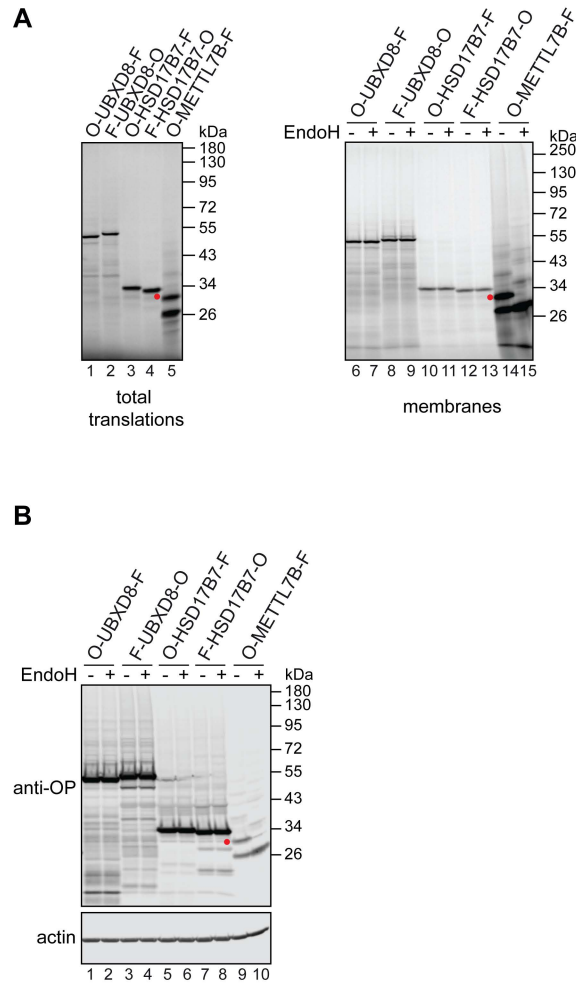 A
O-UBXD8-F
F-UBXD8-O
O-HSD17B7-F
F-HSD17B7-O
O-METTL7B-F
kDa
180
130
95
72
55
43
34
26
1 2 3 4 5
total
translations
O-UBXD8-F
F-UBXD8-O
O-HSD17B7-F
F-HSD17B7-O
O-METTL7B-F
EndoH - + - + - + - + - + kDa
250
130
95
72
55
43
34
26
6 7 8 9 10 11 12 13 14 15
membranes
B
O-UBXD8-F
F-UBXD8-O
O-HSD17B7-F
F-HSD17B7-O
O-METTL7B-F
EndoH - + - + - + - + - + kDa
180
130
95
72
55
anti-OP
43
34
26
actin
1 2 3 4 5 6 7 8 9 10